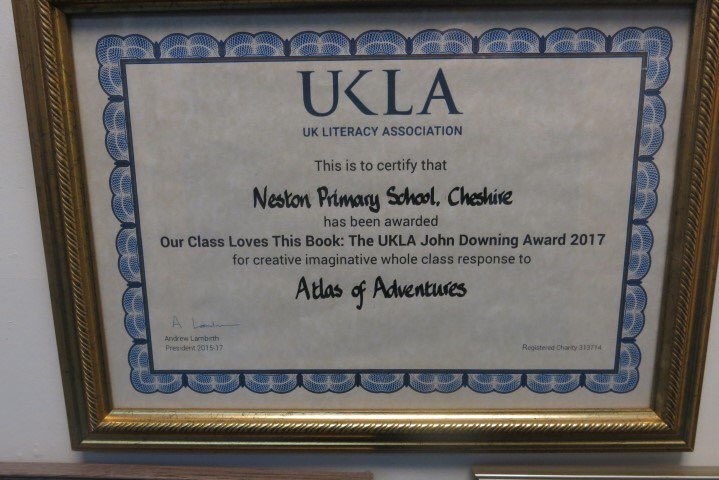 UKLA
UK LITERACY ASSOCIATION
This is to certify that
Neston Primary School, Cheshire
has been awarded
Our Class Loves This Book: The UKLA John Downing Award 2017
for creative imaginative whole class response to
Atlas of Adventures
Andrew Lambirth
President 2015-17
Registered Charity 313714